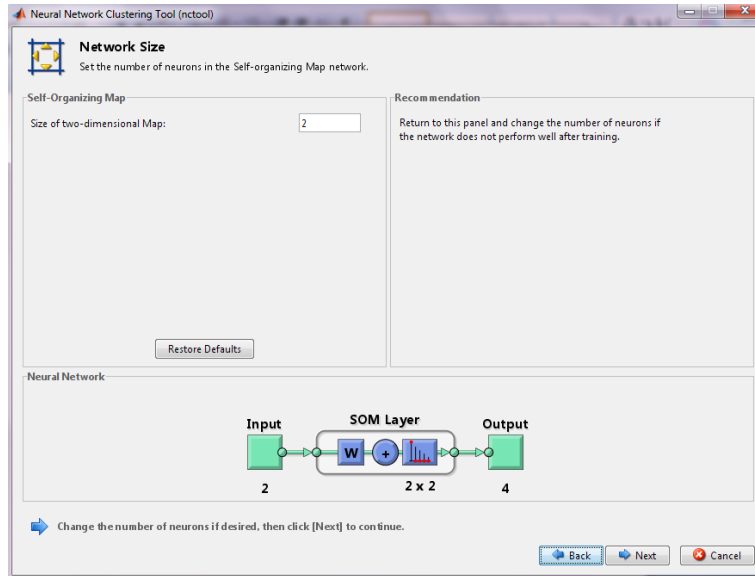 Neural Network Clustering Tool (nctool)
Network Size
Set the number of neurons in the Self-organizing Map network.
Self-Organizing Map
Size of two-dimensional Map:
2
Restore Defaults
Recommendation
Return to this panel and change the number of neurons if
the network does not perform well after training.
Neural Network
Input
SOM Layer
Output
W
+
2
2 x 2
4
Change the number of neurons if desired, then click [Next] to continue.
Back
Next
Cancel